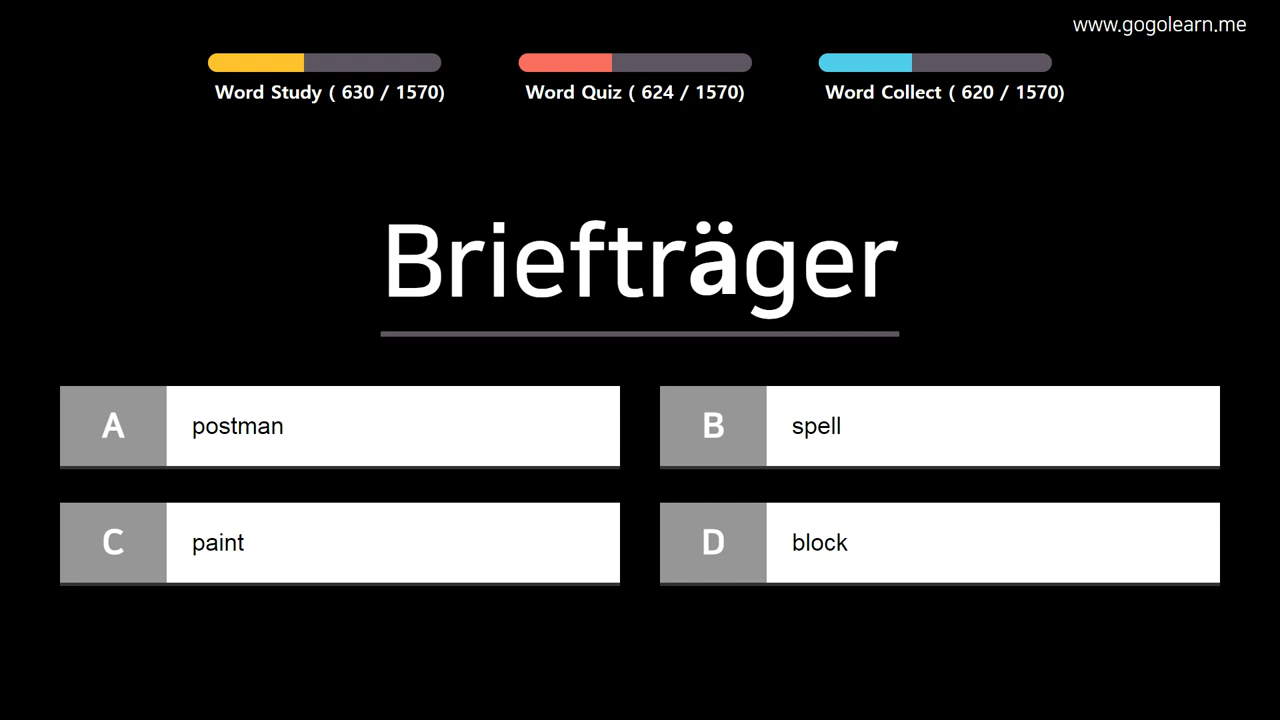 www.gogolearn.me
Word Study ( 630 / 1570)
Word Quiz ( 624 / 1570)
Word Collect ( 620 / 1570)
Briefträger
A postman
B spell
C paint
D block